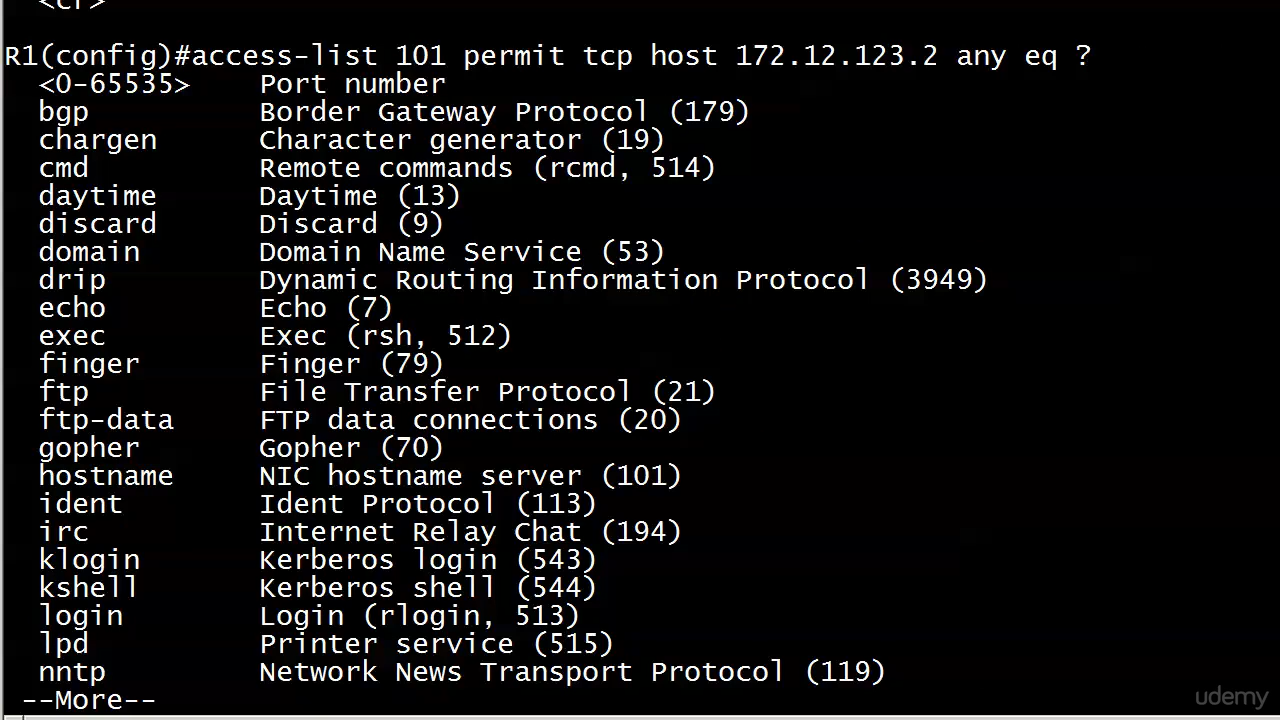 <cr>
R1(config)#access-list 101 permit tcp host 172.12.123.2 any eq ?
<0-65535> Port number
bgp Border Gateway Protocol (179)
chargen Character generator (19)
cmd Remote commands (rcmd, 514)
daytime Daytime (13)
discard Discard (9)
domain Domain Name Service (53)
drip Dynamic Routing Information Protocol (3949)
echo Echo (7)
exec Exec (rsh, 512)
finger Finger (79)
ftp File Transfer Protocol (21)
ftp-data FTP data connections (20)
gopher Gopher (70)
hostname NIC hostname server (101)
ident Ident Protocol (113)
irc Internet Relay Chat (194)
klogin Kerberos login (543)
kshell Kerberos shell (544)
login Login (rlogin, 513)
lpd Printer service (515)
nntp Network News Transport Protocol (119)
--More--
udemy